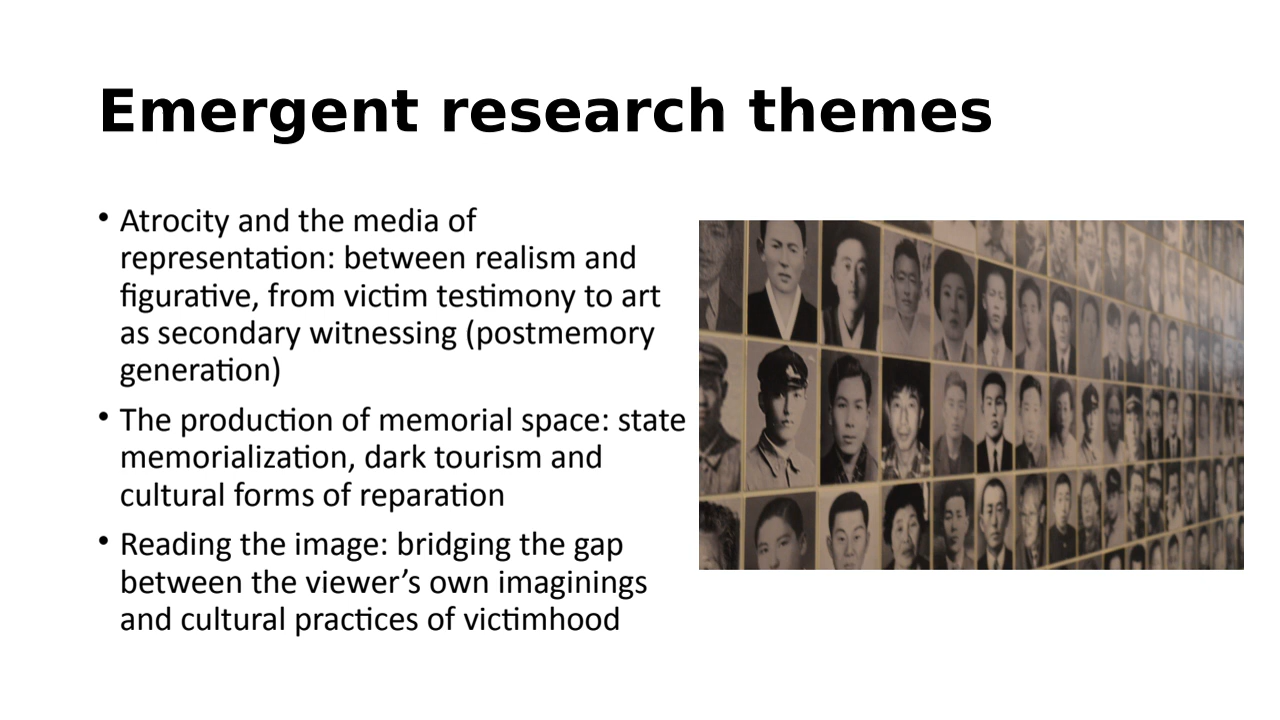 Emergent research themes
• Atrocity and the media of
representation: between realism and
figurative, from victim testimony to art
as secondary witnessing (postmemory
generation)
• The production of memorial space: state
memorialization, dark tourism and
cultural forms of reparation
• Reading the image: bridging the gap
between the viewer’s own imaginings
and cultural practices of victimhood